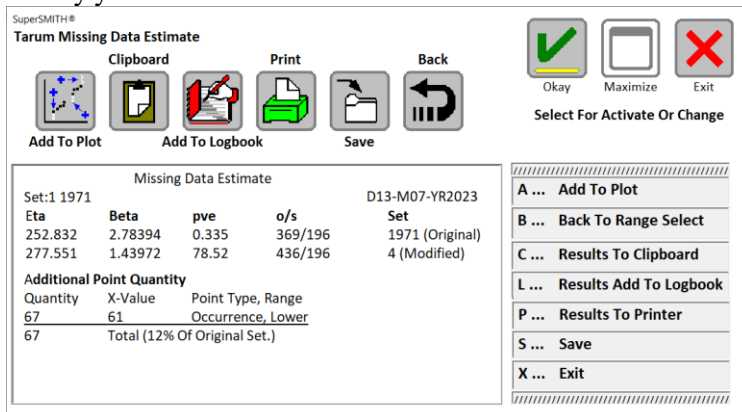 SuperSMITH®
Tarum Missing Data Estimate
Clipboard Print Back
Add To Plot Add To Logbook Save
Okay Maximize Exit
Select For Activate Or Change
Missing Data Estimate
Set:1 1971 D13-M07-YR2023
Eta Beta pve o/s Set
252.832 2.78394 0.335 369/196 1971 (Original)
277.551 1.43972 78.52 436/196 4 (Modified)
Additional Point Quantity
Quantity X-Value Point Type, Range
67 61 Occurrence, Lower
67 Total (12% Of Original Set.)
A ... Add To Plot
B ... Back To Range Select
C ... Results To Clipboard
L ... Results Add To Logbook
P ... Results To Printer
S ... Save
X ... Exit